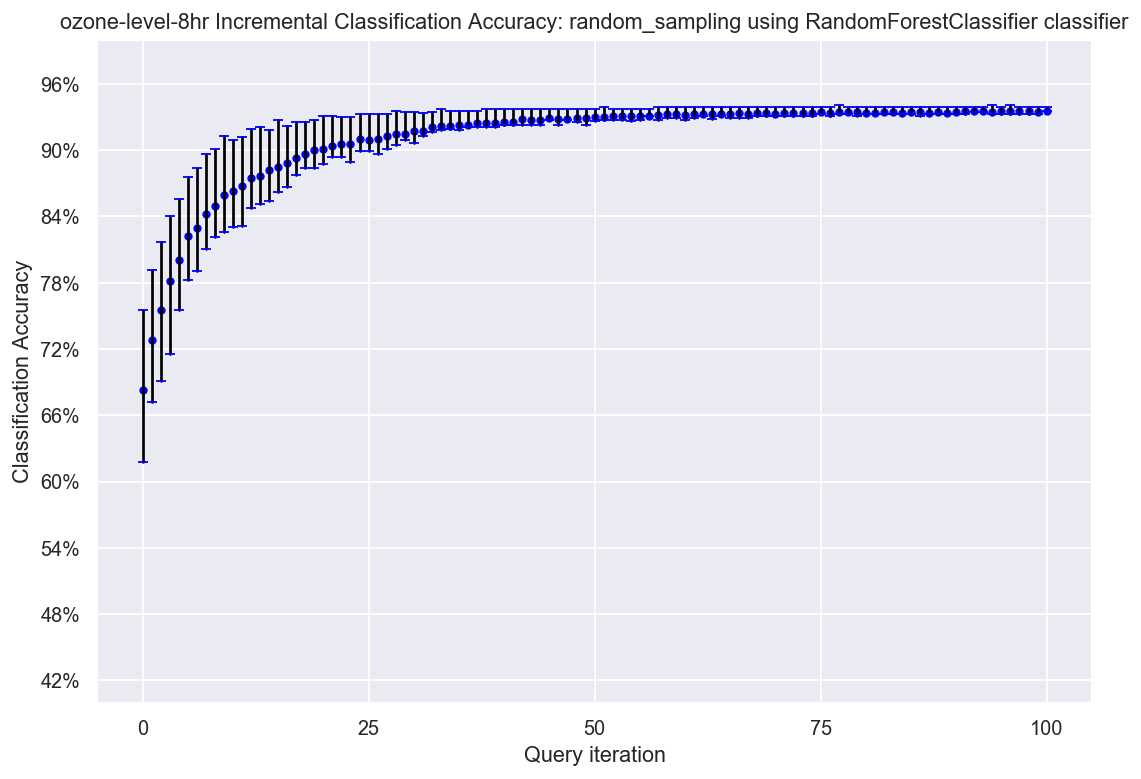 ozone-level-8hr Incremental Classification Accuracy: random_sampling using RandomForestClassifier classifier
96%
90%
84%
78%
72%
66%
60%
54%
48%
42%
Classification Accuracy
0 25 50 75 100
Query iteration